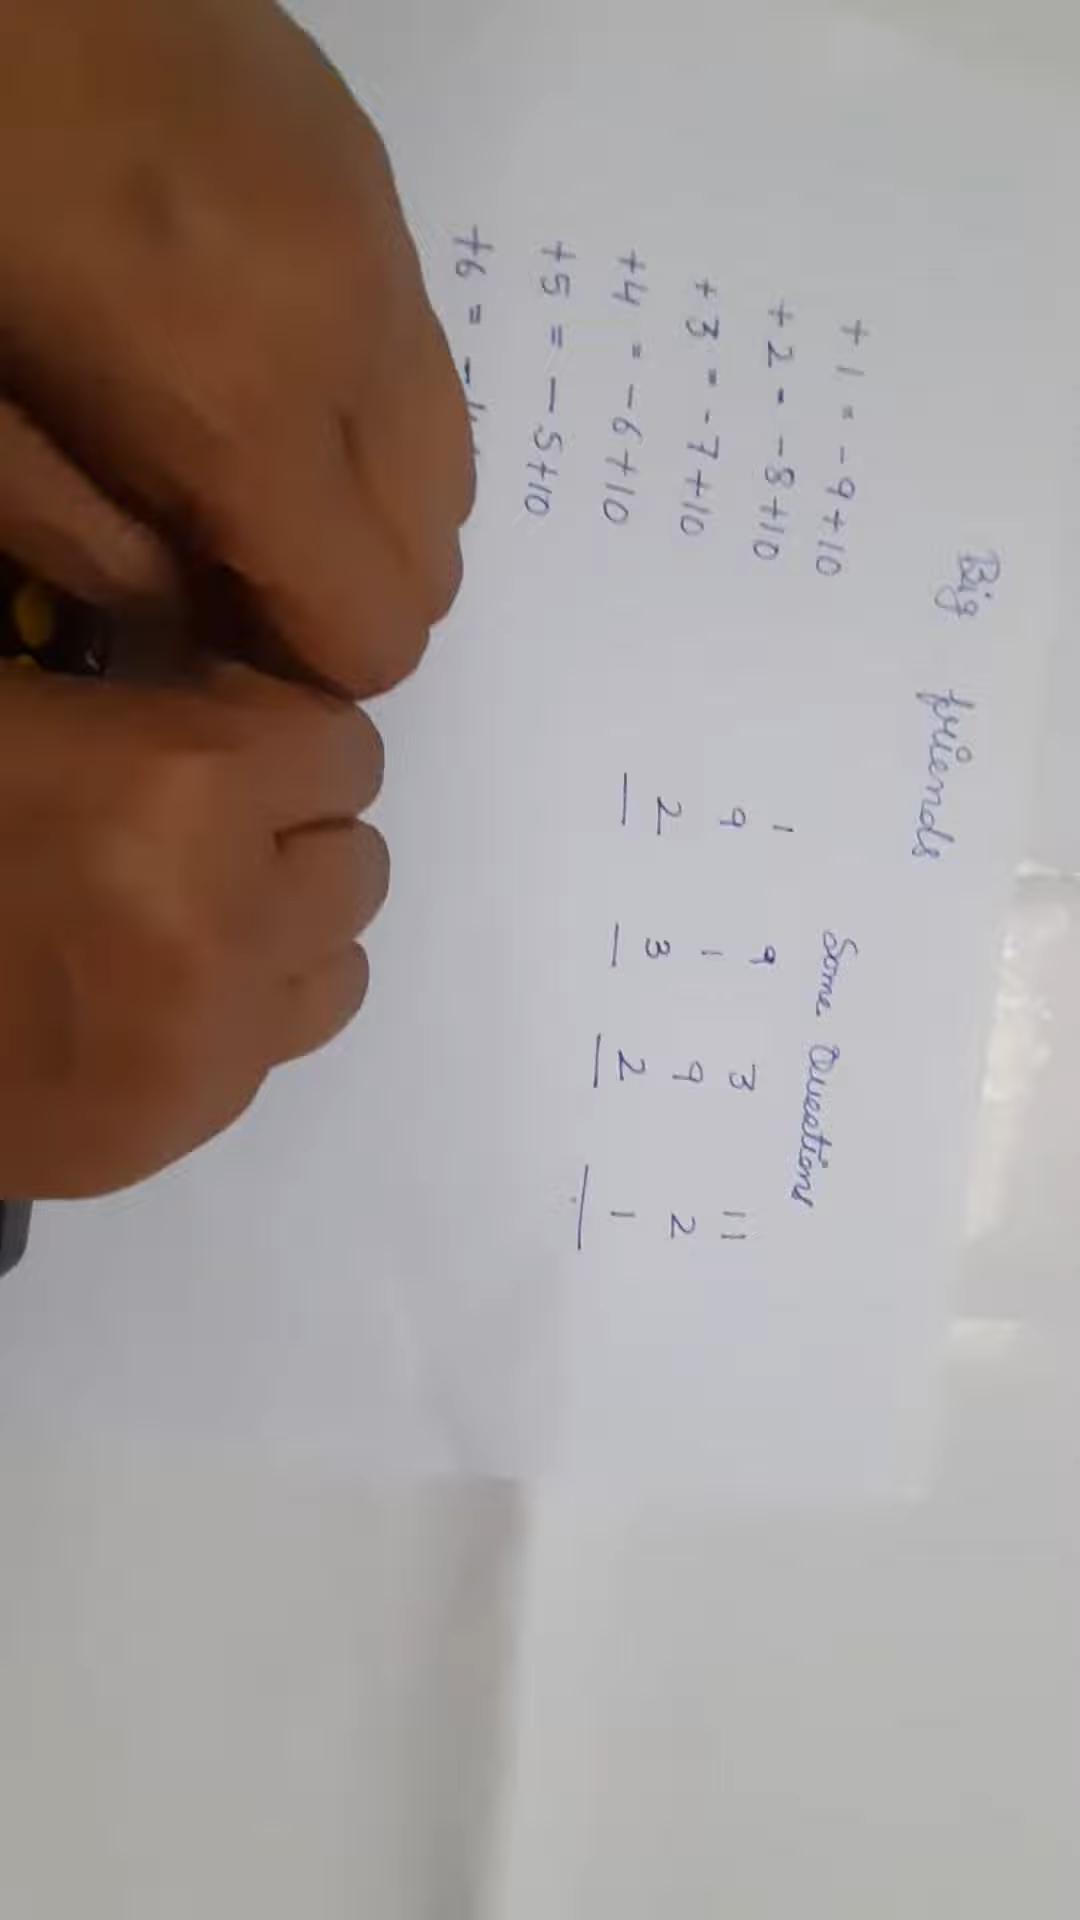 Big friends
+1 = -9+10
+2 = -8+10
+3 = -7+10
+4 = -6+10
+5 = -5+10
+6 = -4
Some Questions
1 9 3 11
9 1 9 2
2 3 2 1